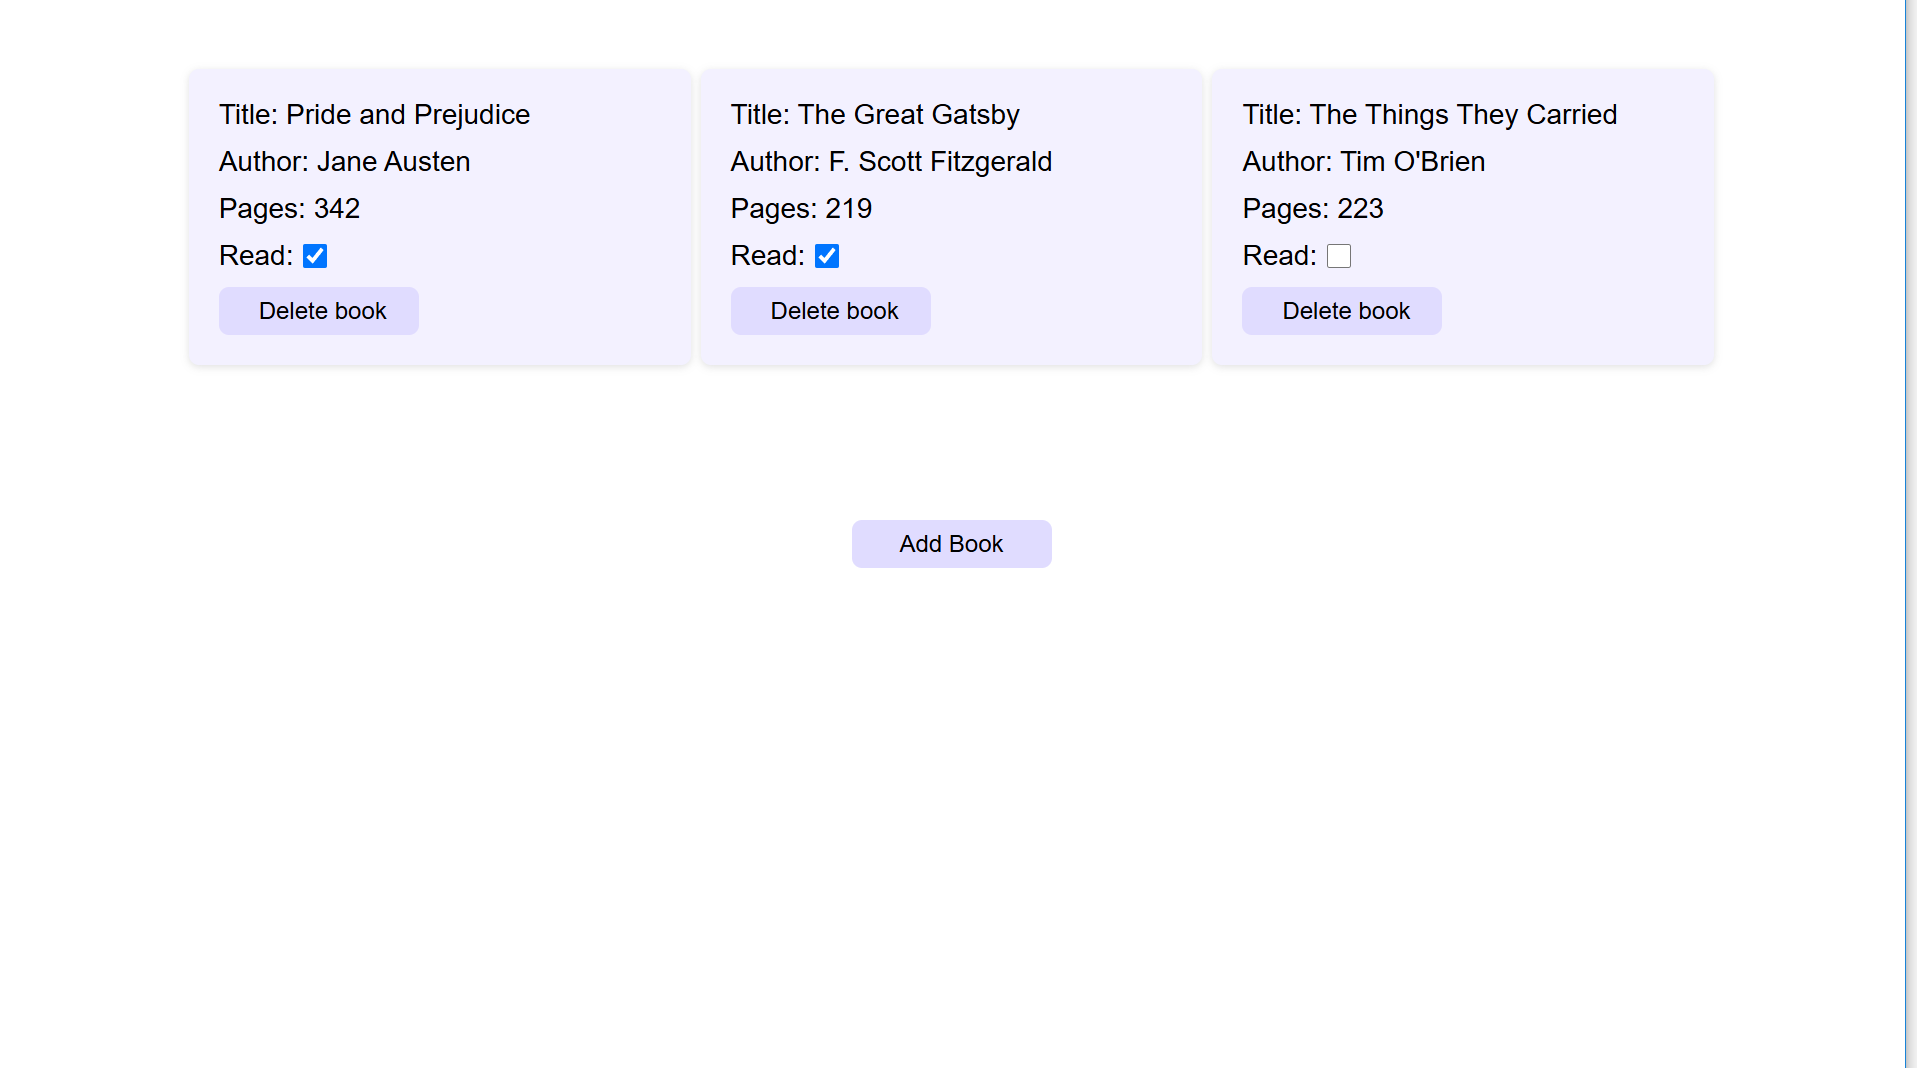 Title: Pride and Prejudice
Author: Jane Austen
Pages: 342
Read:
Delete book
Title: The Great Gatsby
Author: F. Scott Fitzgerald
Pages: 219
Read:
Delete book
Title: The Things They Carried
Author: Tim O'Brien
Pages: 223
Read:
Delete book
Add Book